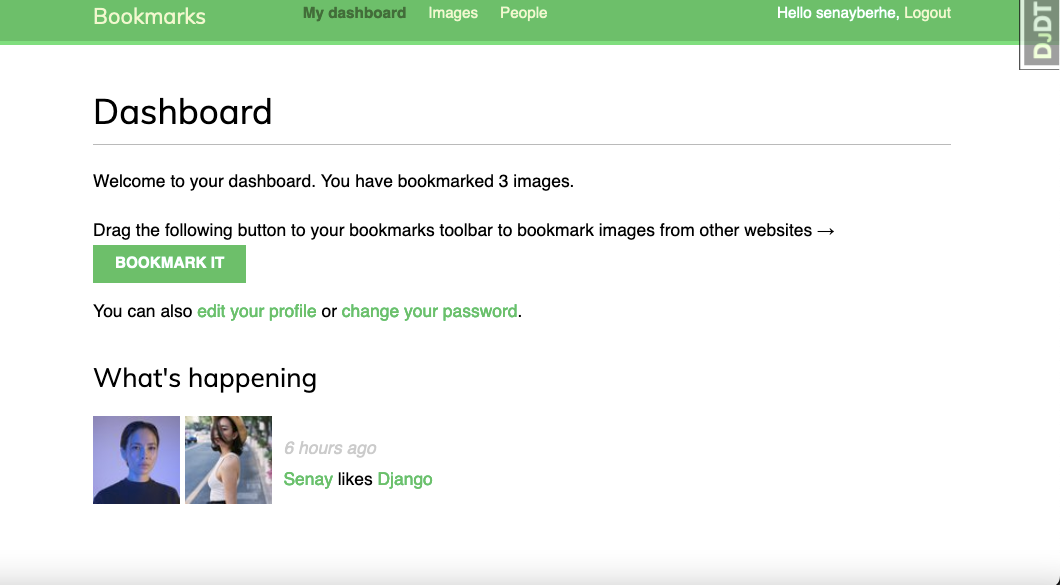 Bookmarks
My dashboard Images People
Hello senayberhe, Logout
DjDT
Dashboard
Welcome to your dashboard. You have bookmarked 3 images.
Drag the following button to your bookmarks toolbar to bookmark images from other websites →
BOOKMARK IT
You can also edit your profile or change your password.
What's happening
6 hours ago
Senay likes Django